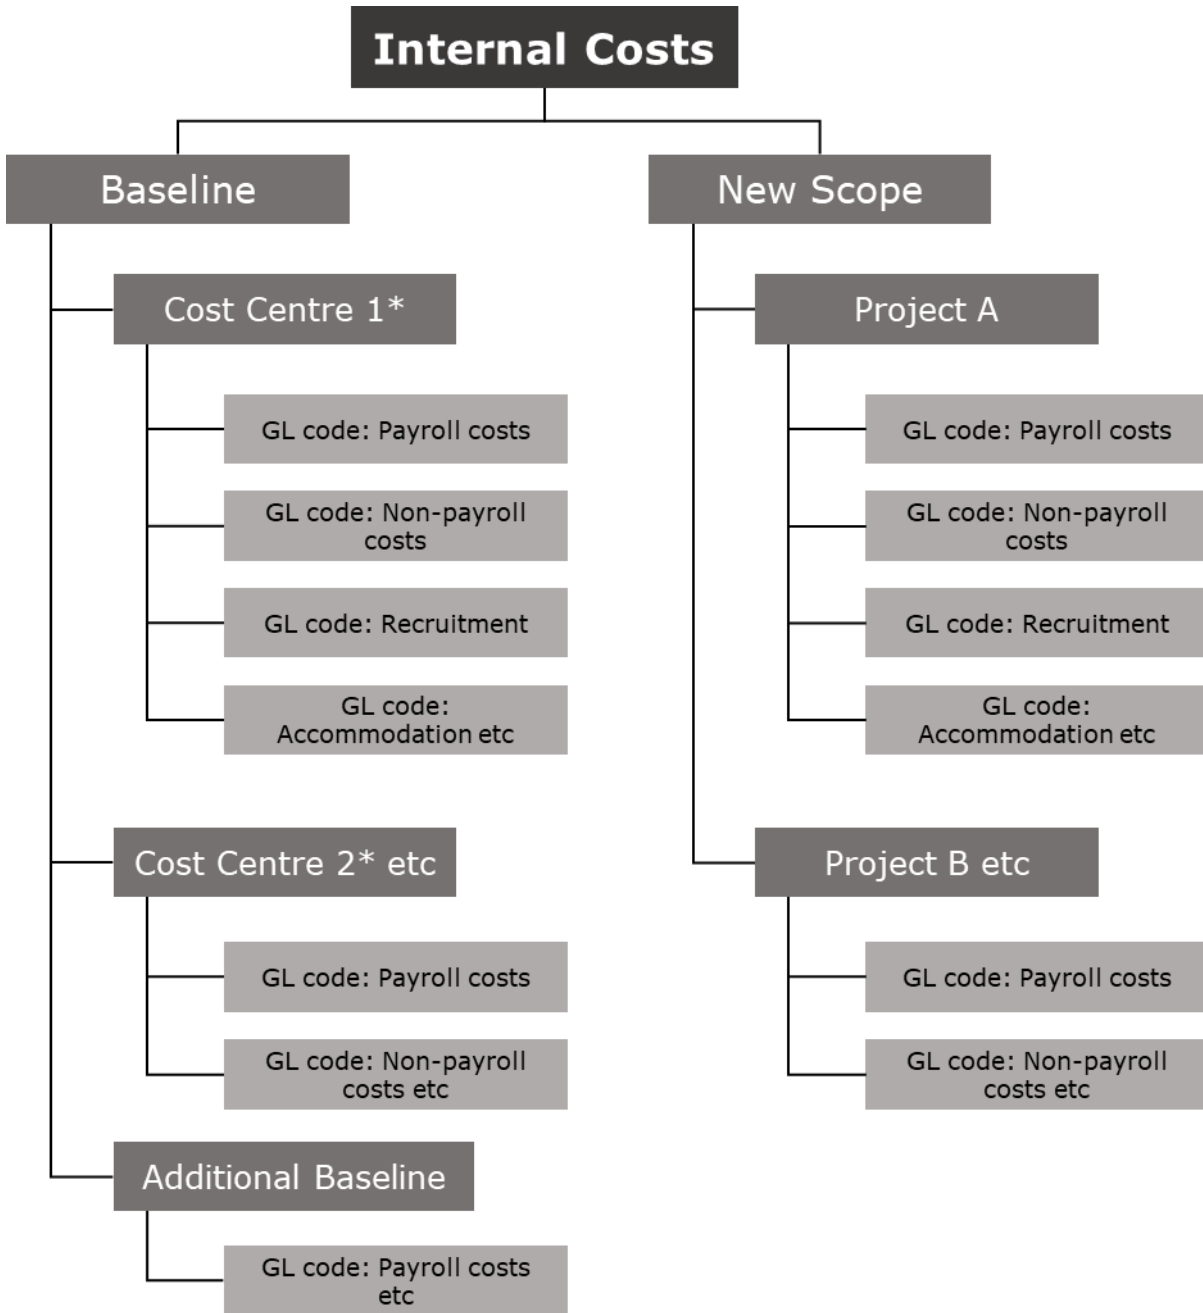 Internal Costs
Baseline
Cost Centre 1*
GL code: Payroll costs
GL code: Non-payroll
costs
GL code: Recruitment
GL code:
Accommodation etc
Cost Centre 2* etc
GL code: Payroll costs
GL code: Non-payroll
costs etc
Additional Baseline
GL code: Payroll costs
etc
New Scope
Project A
GL code: Payroll costs
GL code: Non-payroll
costs
GL code: Recruitment
GL code:
Accommodation etc
Project B etc
GL code: Payroll costs
GL code: Non-payroll
costs etc